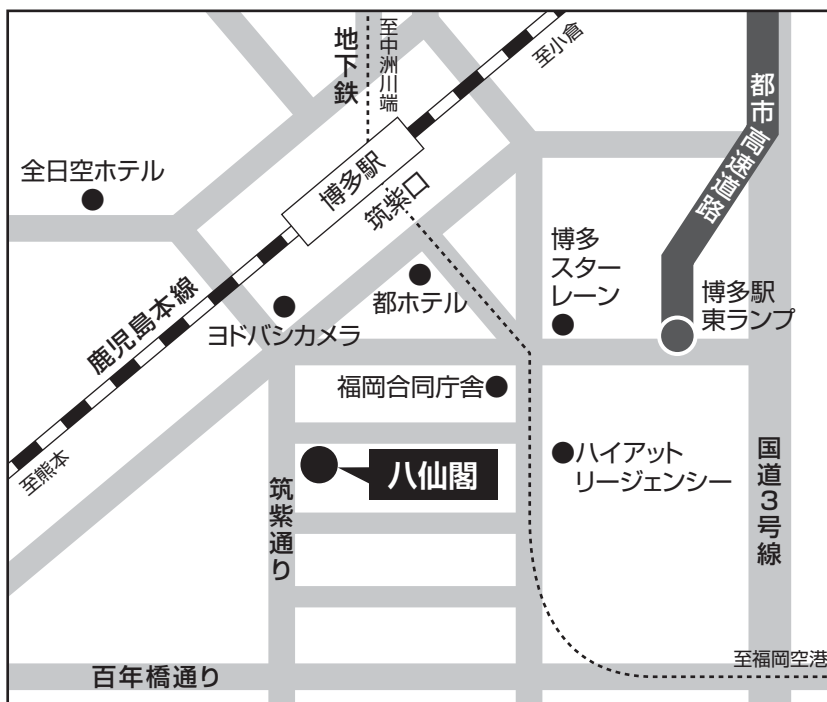 地下鉄
至中洲川端
至小倉
都市高速道路
全日空ホテル
博多駅
筑紫口
博多
スター
レーン
博多駅
東ランプ
都ホテル
鹿児島本線
ヨドバシカメラ
福岡合同庁舎
八仙閣
ハイアット
リージェンシー
国道3号線
至熊本
筑紫通り
至福岡空港
百年橋通り